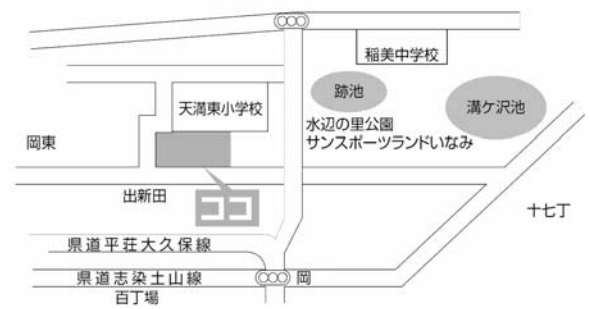 稲美中学校
跡池
溝ケ沢池
天満東小学校
水辺の里公園
サンスポーツランドいなみ
岡東
出新田
ココ
十七丁
県道平荘大久保線
県道志染土山線
岡
百丁場